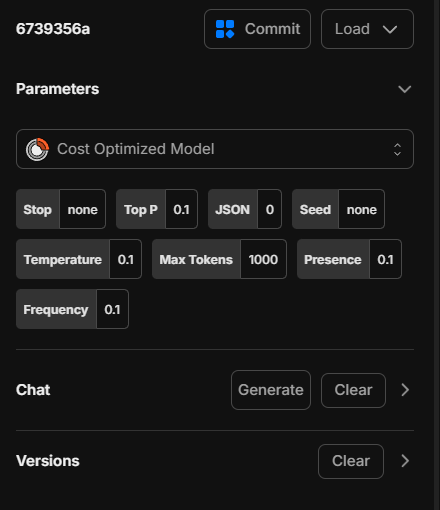 6739356a Commit Load
Parameters
Cost Optimized Model
Stop none Top P 0.1 JSON 0 Seed none
Temperature 0.1 Max Tokens 1000 Presence 0.1
Frequency 0.1
Chat Generate Clear
Versions Clear